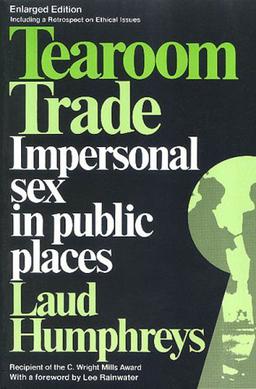 Enlarged Edition
Including a Retrospect on Ethical Issues
Tearoom
Trade
Impersonal
sex
in public
places
Laud
Humphreys
Recipient of the C. Wright Mills Award
With a foreword by Lee Rainwater